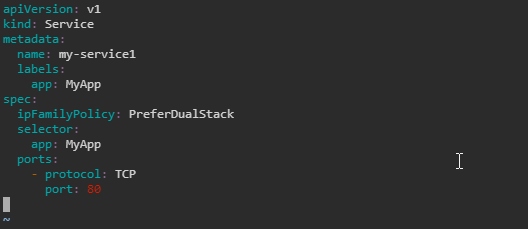 apiVersion: v1
kind: Service
metadata:
  name: my-service1
  labels:
    app: MyApp
spec:
  ipFamilyPolicy: PreferDualStack
  selector:
    app: MyApp
  ports:
    - protocol: TCP
      port: 80
~